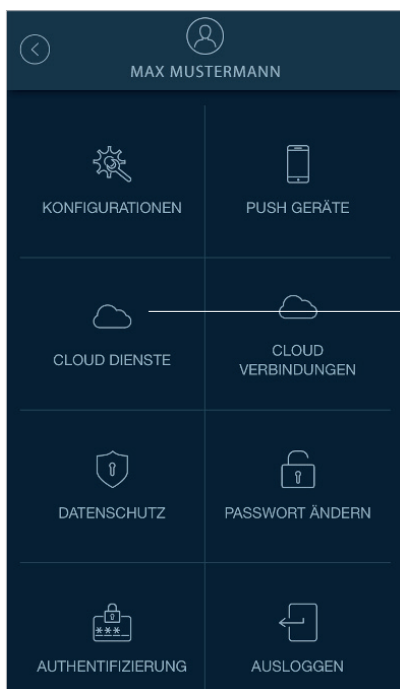 MAX MUSTERMANN
KONFIGURATIONEN
PUSH GERÄTE
CLOUD DIENSTE
CLOUD
VERBINDUNGEN
DATENSCHUTZ
PASSWORT ÄNDERN
***_
AUTHENTIFIZIERUNG
AUSLOGGEN